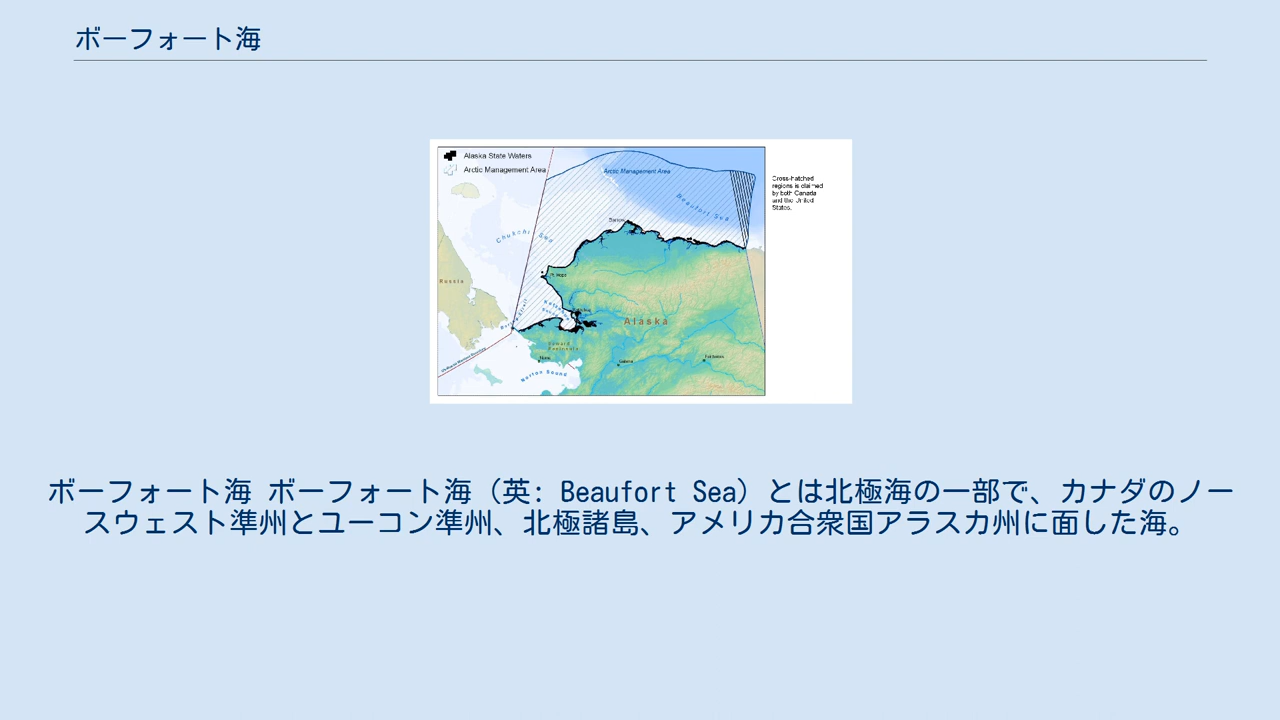 ボーフォート海
Alaska State Waters
Arctic Management Area
Arctic Management Area
Cross-hatched
regions is claimed
by both Canada
and the United
States.
Beaufort Sea
Chukchi Sea
Barrow
Pt. Hope
Russia
Alaska
Seward
Peninsula
Nome
Galena
Fairbanks
Norton Sound
ボーフォート海 ボーフォート海（英: Beaufort Sea）とは北極海の一部で、カナダのノー
スウェスト準州とユーコン準州、北極諸島、アメリカ合衆国アラスカ州に面した海。